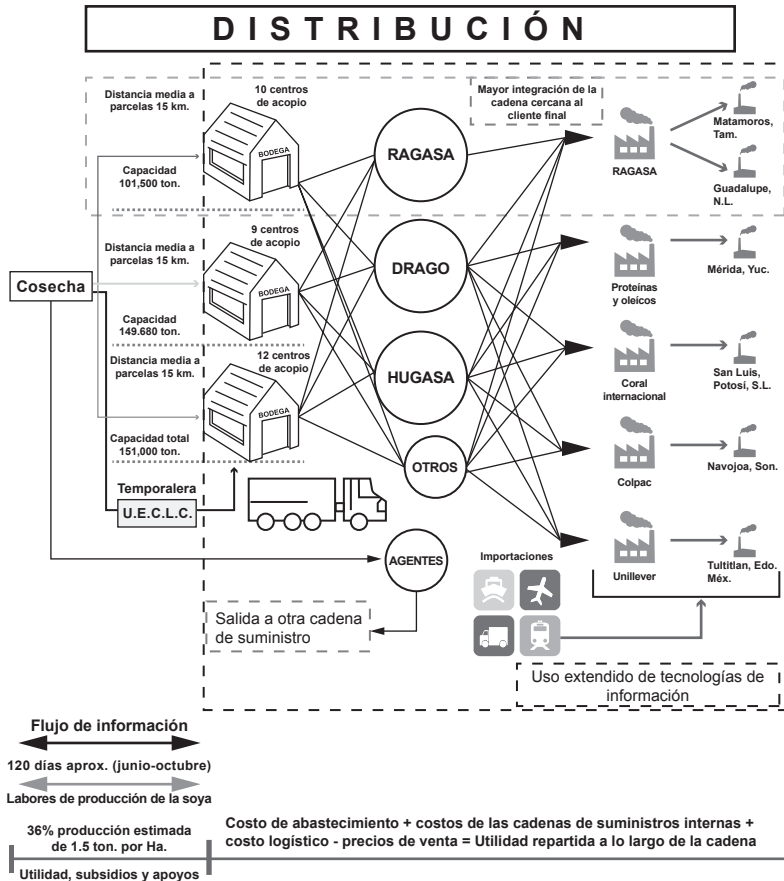 DISTRIBUCIÓN
Distancia media a
parcelas 15 km.
10 centros
de acopio
BODEGA
Capacidad
101,500 ton.
Mayor integración de la
cadena cercana al
cliente final
RAGASA
RAGASA
Matamoros,
Tam.
Guadalupe,
N.L.
Distancia media a
parcelas 15 km.
9 centros
de acopio
BODEGA
Cosecha
Capacidad
149.680 ton.
DRAGO
Proteínas
y oleícos
Mérida, Yuc.
Distancia media a
parcelas 15 km.
12 centros
de acopio
BODEGA
Capacidad total
151,000 ton.
HUGASA
Coral
internacional
San Luis,
Potosí, S.L.
OTROS
Colpac
Navojoa, Son.
Temporalera
U.E.C.L.C.
AGENTES
Importaciones
Unillever
Tultitlan, Edo.
Méx.
Salida a otra cadena
de suministro
Uso extendido de tecnologías de
información
Flujo de información
120 días aprox. (junio-octubre)
Labores de producción de la soya
36% producción estimada
de 1.5 ton. por Ha.
Utilidad, subsidios y apoyos
Costo de abastecimiento + costos de las cadenas de suministros internas +
costo logístico - precios de venta = Utilidad repartida a lo largo de la cadena